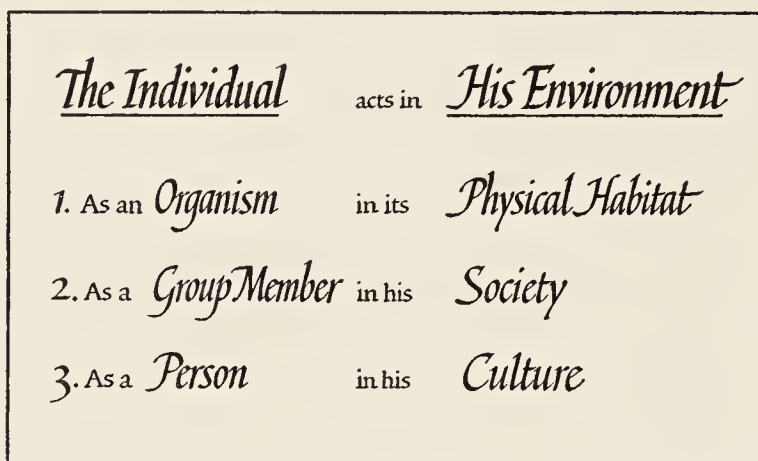 The Individual acts in His Environment
1. As an Organism in its Physical Habitat
2. As a Group Member in his Society
3. As a Person in his Culture